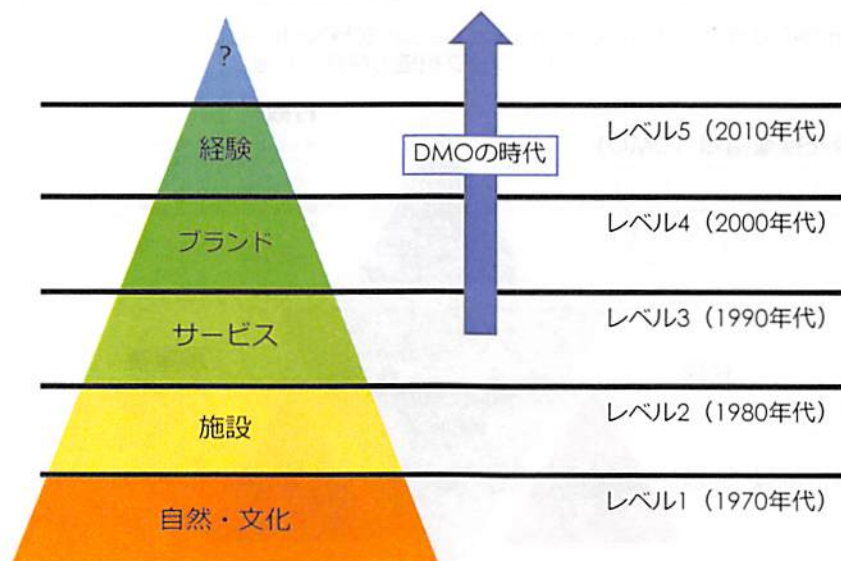 ?
経験
レベル5（2010年代）
DMOの時代
ブランド
レベル4（2000年代）
サービス
レベル3（1990年代）
施設
レベル2（1980年代）
自然・文化
レベル1（1970年代）